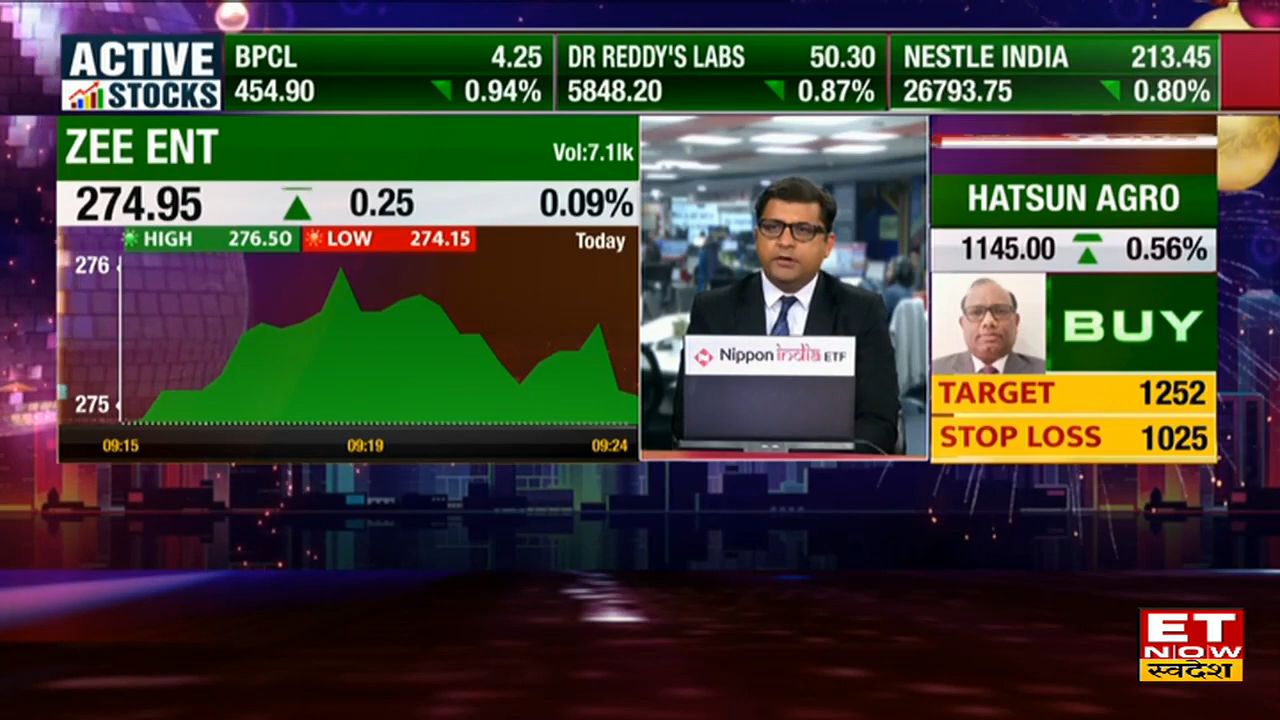 ACTIVE
STOCKS
BPCL 4.25
454.90 0.94%
DR REDDY'S LABS 50.30
5848.20 0.87%
NESTLE INDIA 213.45
26793.75 0.80%
ZEE ENT
Vol:7.1lk
274.95 0.25 0.09%
HIGH 276.50 LOW 274.15 Today
276
275
09:15 09:19 09:24
Nippon india ETF
HATSUN AGRO
1145.00 0.56%
BUY
TARGET 1252
STOP LOSS 1025
ET
NOW
स्वदेश